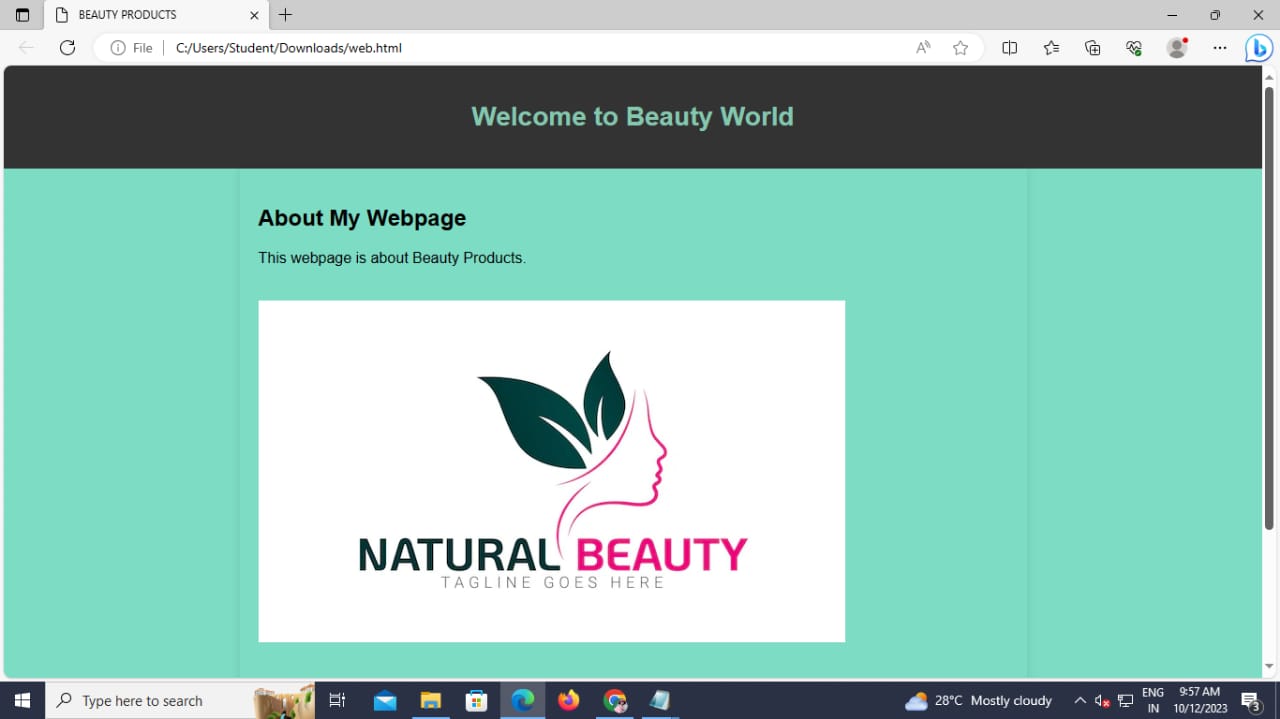 BEAUTY PRODUCTS
File
C:/Users/Student/Downloads/web.html
Welcome to Beauty World
About My Webpage
This webpage is about Beauty Products.
NATURAL BEAUTY
TAGLINE GOES HERE
Type here to search
28°C Mostly cloudy
ENG
IN
9:57 AM
10/12/2023
3